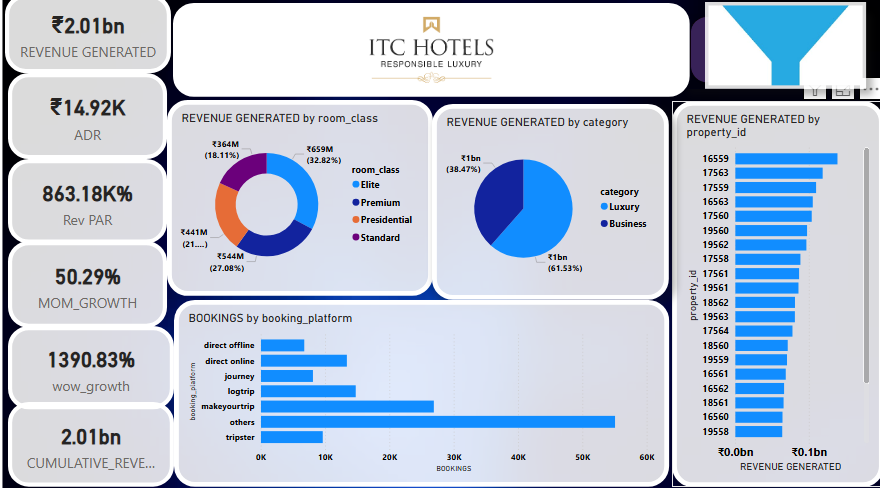 ₹2.01bn
REVENUE GENERATED
₹14.92K
ADR
863.18K%
Rev PAR
50.29%
MOM_GROWTH
1390.83%
wow_growth
2.01bn
CUMULATIVE_REVE...
ITC HOTELS
RESPONSIBLE LUXURY
REVENUE GENERATED by room_class
₹364M
(18.11%)
₹659M
(32.82%)
₹441M
(21....)
₹544M
(27.08%)
room_class
Elite
Premium
Presidential
Standard
REVENUE GENERATED by category
₹1bn
(38.47%)
₹1bn
(61.53%)
category
Luxury
Business
BOOKINGS by booking_platform
booking_platform
direct offline
direct online
journey
logtrip
makeyourtrip
others
tripster
0K 10K 20K 30K 40K 50K 60K
BOOKINGS
REVENUE GENERATED by
property_id
property_id
16559
17563
17559
16563
17560
19560
19562
17558
17561
19561
18562
19563
17564
18560
19559
16561
16562
18561
16560
19558
₹0.0bn ₹0.1bn
REVENUE GENERATED